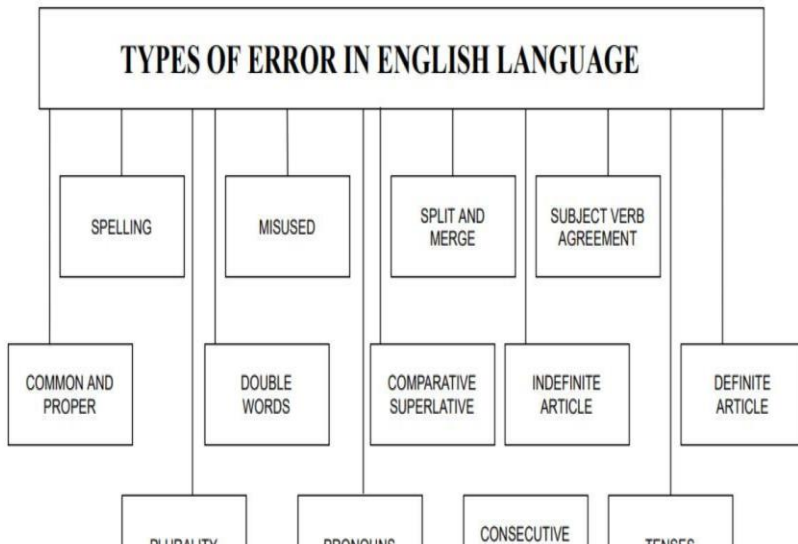 TYPES OF ERROR IN ENGLISH LANGUAGE
SPELLING
MISUSED
SPLIT AND
MERGE
SUBJECT VERB
AGREEMENT
COMMON AND
PROPER
DOUBLE
WORDS
COMPARATIVE
SUPERLATIVE
INDEFINITE
ARTICLE
DEFINITE
ARTICLE
PLURALITY
PRONOUNS
CONSECUTIVE
TENSES